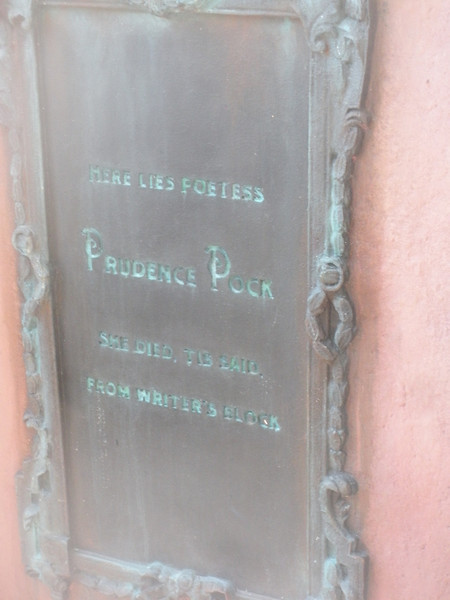 HERE LIES POETESS
PRUDENCE POCK
SHE DIED, 'TIS SAID,
FROM WRITER'S BLOCK